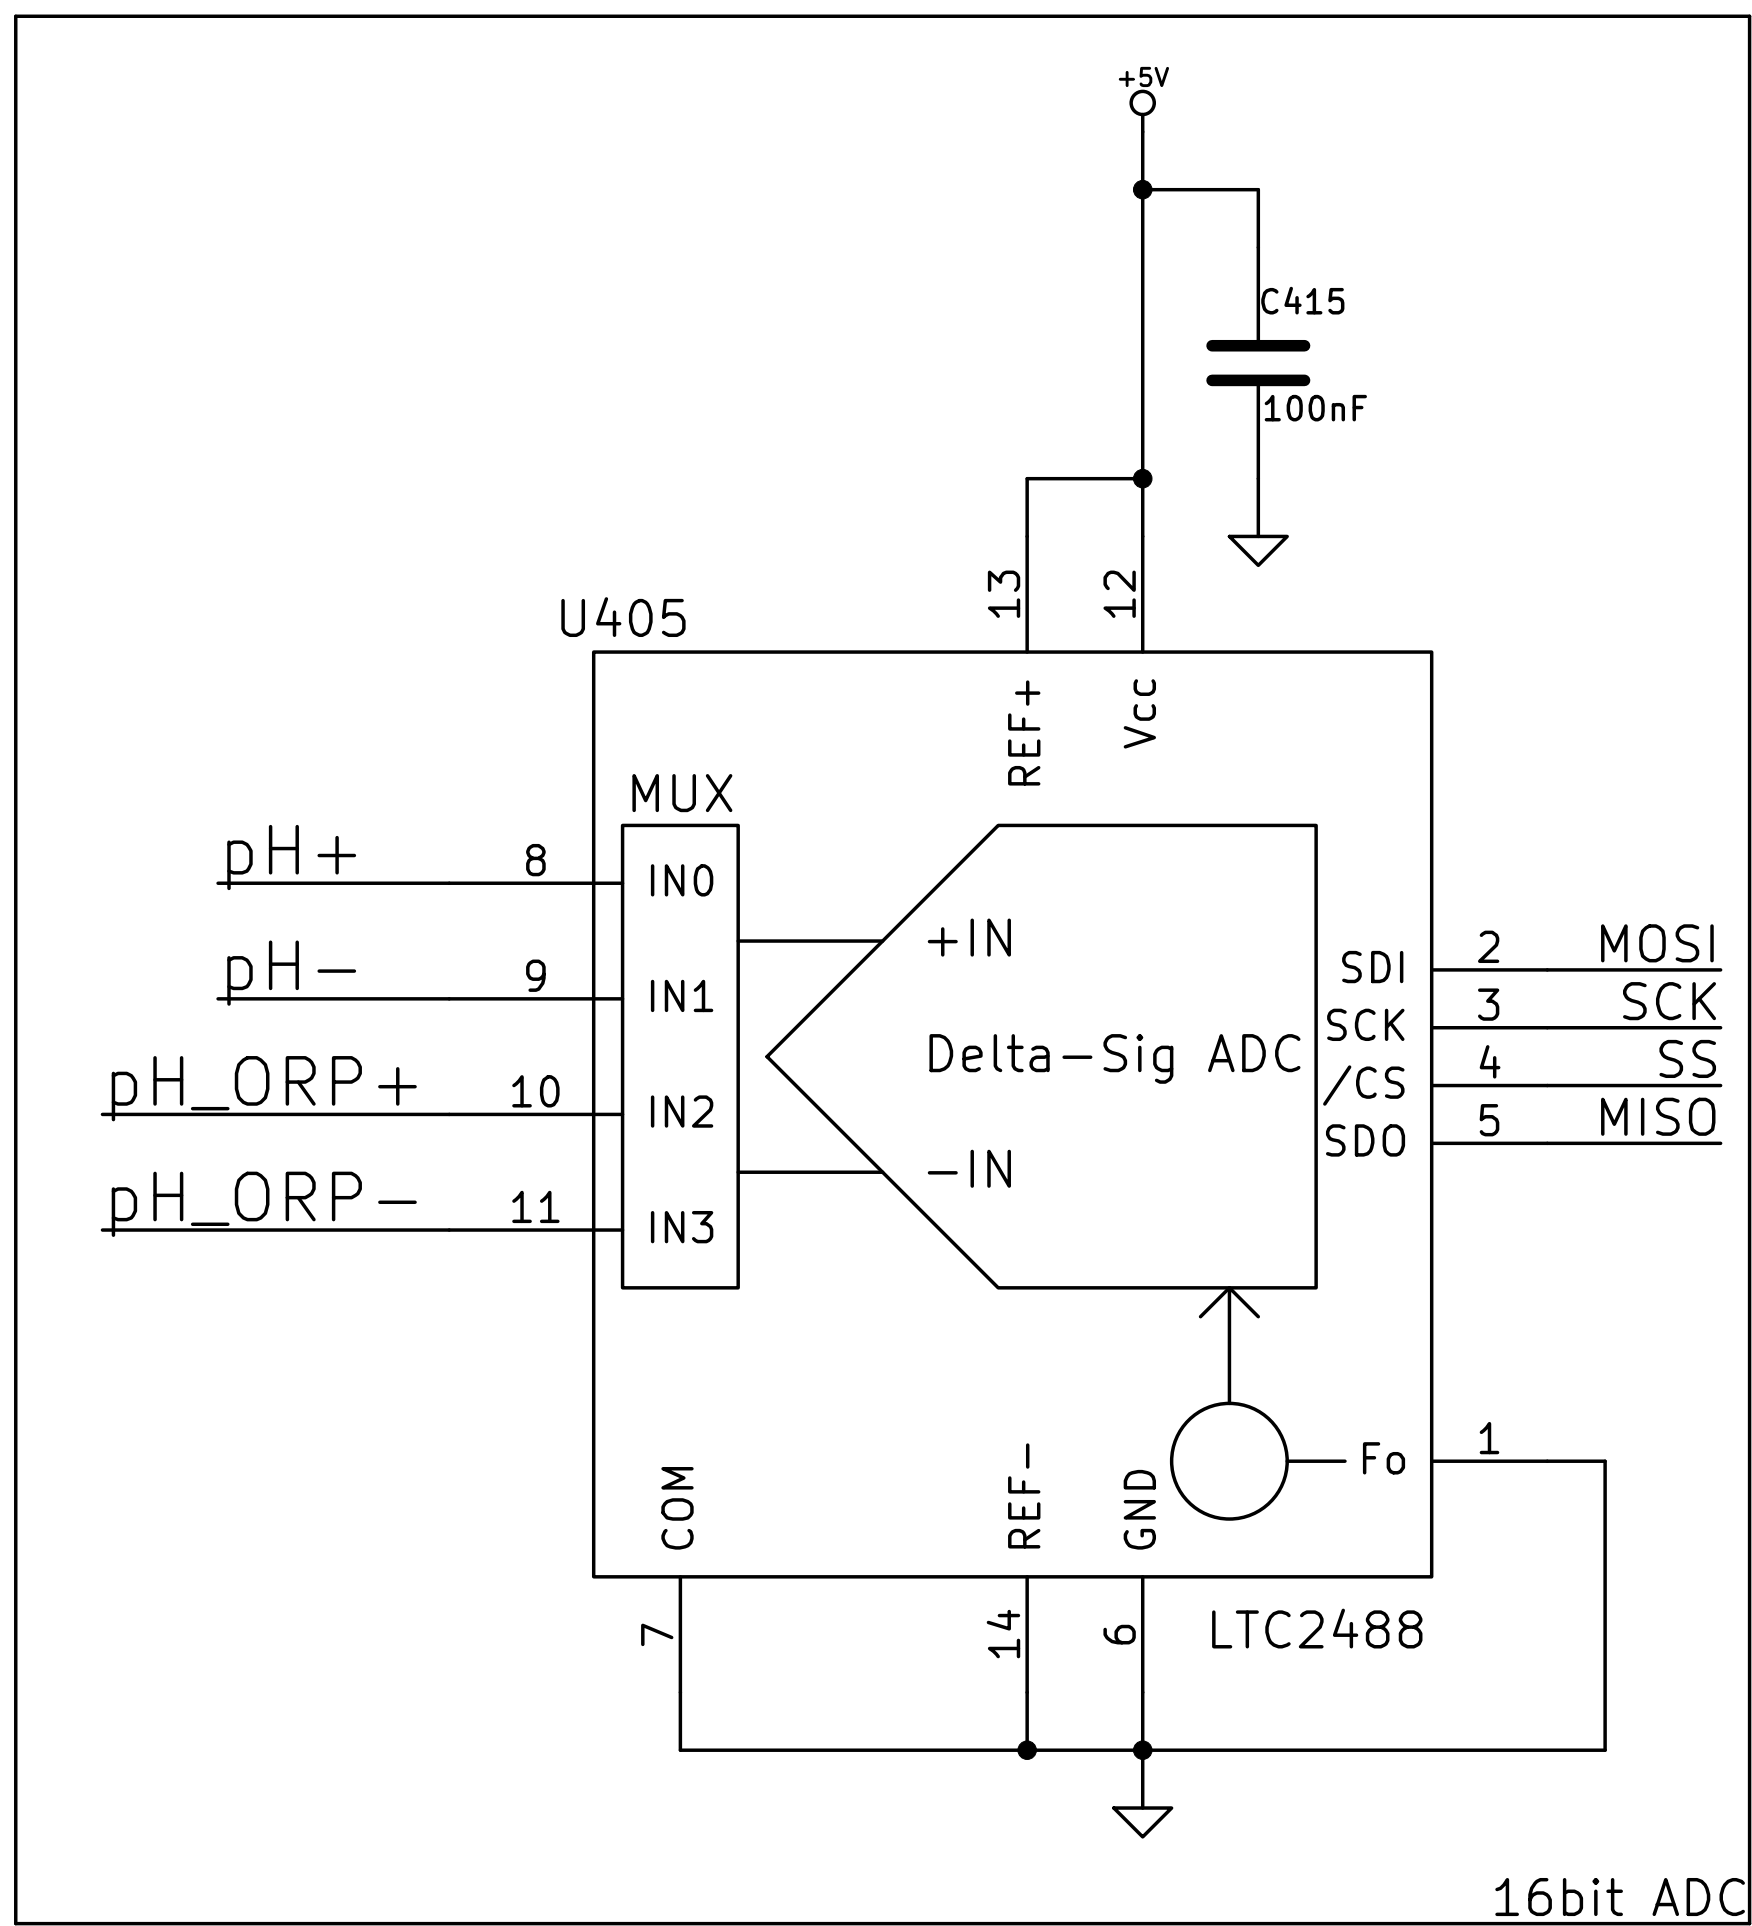 +5V
C415
100nF
13
12
U405
REF+
Vcc
MUX
pH+
8
IN0
+IN
pH-
9
IN1
SDI
2
MOSI
SCK
3
SCK
Delta-Sig ADC
/CS
4
SS
pH_ORP+
10
IN2
SDO
5
MISO
-IN
pH_ORP-
11
IN3
Fo
1
COM
REF-
GND
7
14
6
LTC2488
16bit ADC